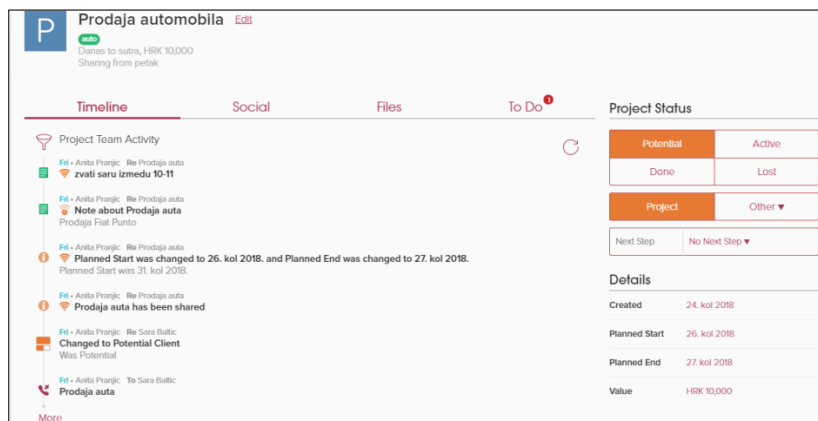 P
Prodaja automobila Edit
auto
Danas to sutra, HRK 10,000
Sharing from petak
Timeline Social Files To Do 1
Project Team Activity
Fri • Anita Pranjic Re Prodaja auta
zvati saru izmedu 10-11
Fri • Anita Pranjic Re Prodaja auta
Note about Prodaja auta
Prodaja Fiat Punto
Fri • Anita Pranjic Re Prodaja auta
Planned Start was changed to 26. kol 2018. and Planned End was changed to 27. kol 2018.
Planned Start was 31. kol 2018.
Fri • Anita Pranjic Re Prodaja auta
Prodaja auta has been shared
Fri • Anita Pranjic Re Sara Baltic
Changed to Potential Client
Was Potential
Fri • Anita Pranjic To Sara Baltic
Prodaja auta
More
Project Status
Potential Active
Done Lost
Project Other ▼
Next Step No Next Step ▼
Details
Created 24. kol 2018
Planned Start 26. kol 2018
Planned End 27. kol 2018
Value HRK 10,000